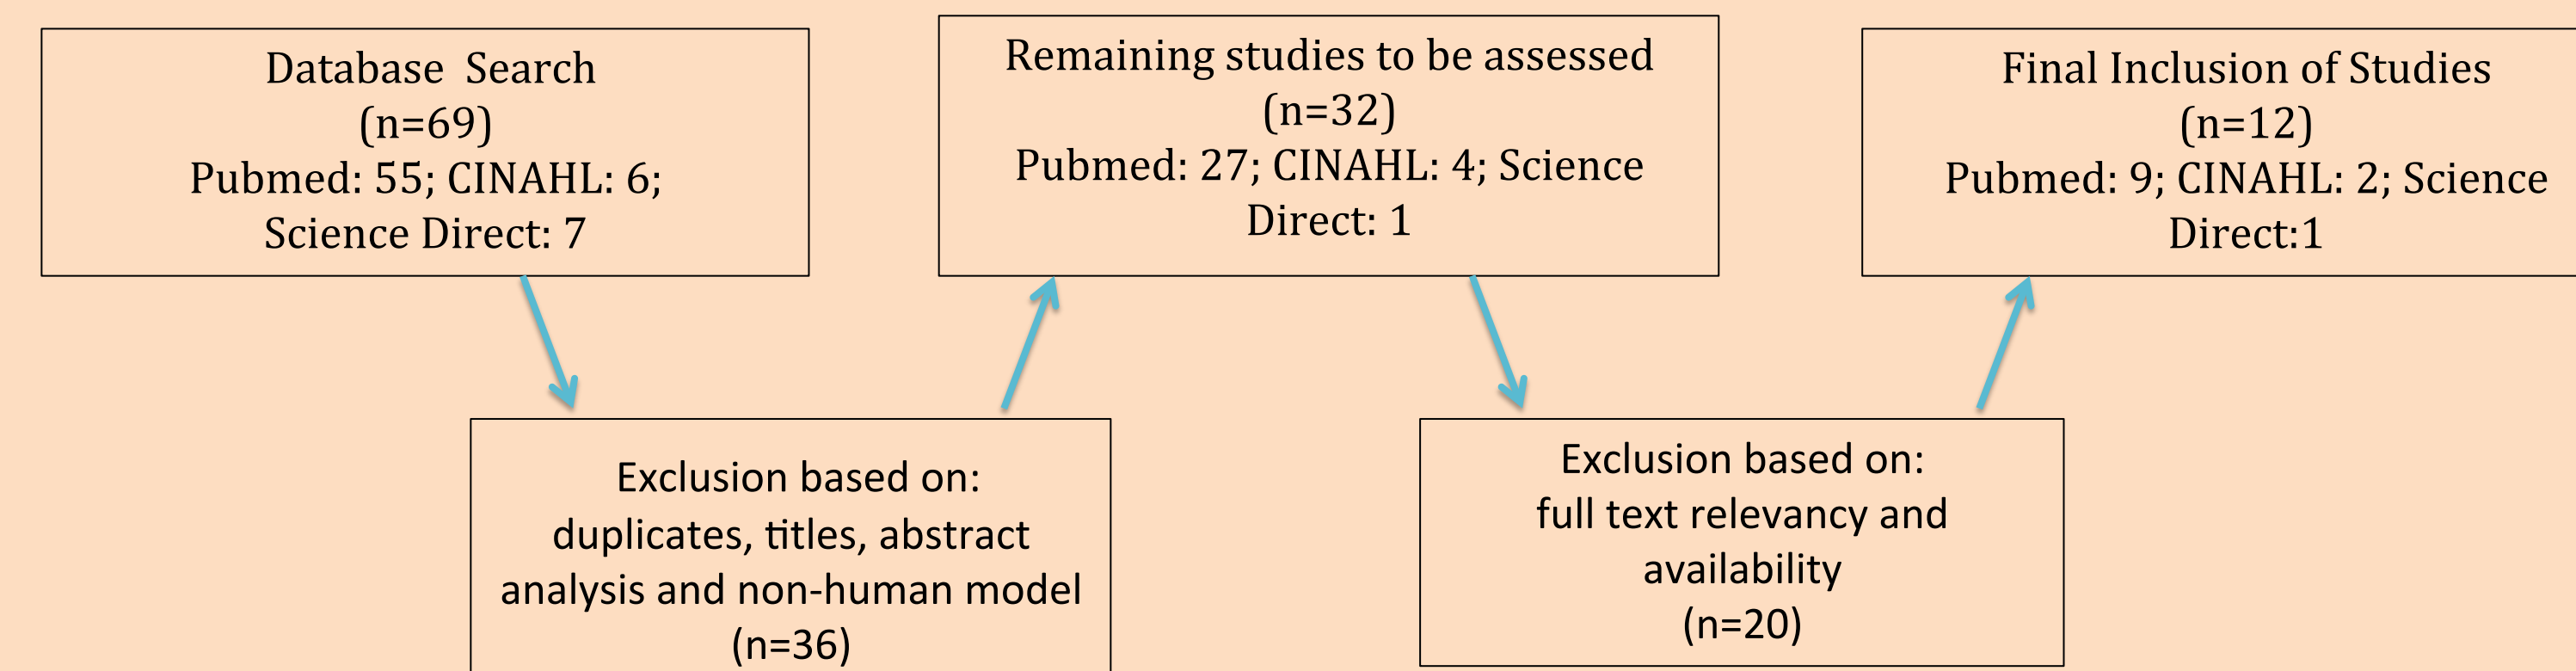 Database Search
(n=69)
Pubmed: 55; CINAHL: 6;
Science Direct: 7
Exclusion based on:
duplicates, titles, abstract
analysis and non-human model
(n=36)
Remaining studies to be assessed
(n=32)
Pubmed: 27; CINAHL: 4; Science
Direct: 1
Exclusion based on:
full text relevancy and
availability
(n=20)
Final Inclusion of Studies
(n=12)
Pubmed: 9; CINAHL: 2; Science
Direct:1